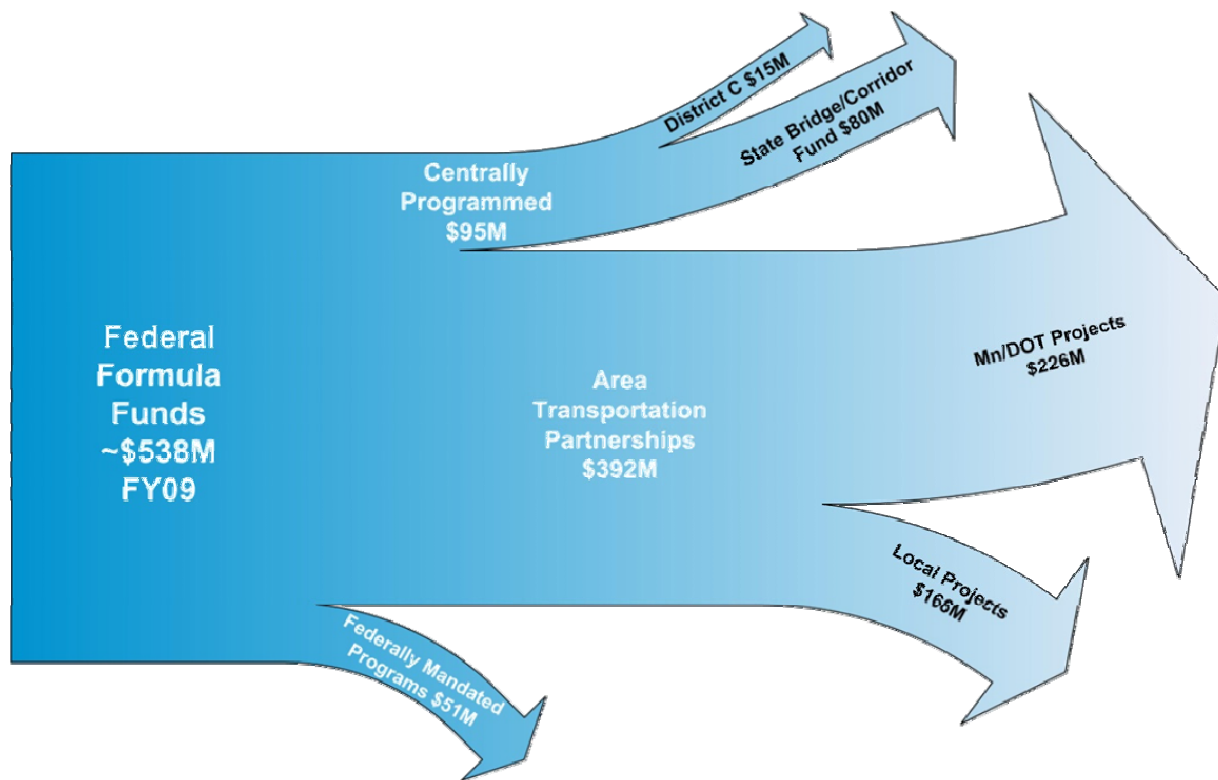 District C $15M
State Bridge/Corridor
Fund $80M
Centrally
Programmed
$95M
Federal
Formula
Funds
~$538M
FY09
Area
Transportation
Partnerships
$392M
Mn/DOT Projects
$226M
Local Projects
$166M
Federally Mandated
Programs $51M